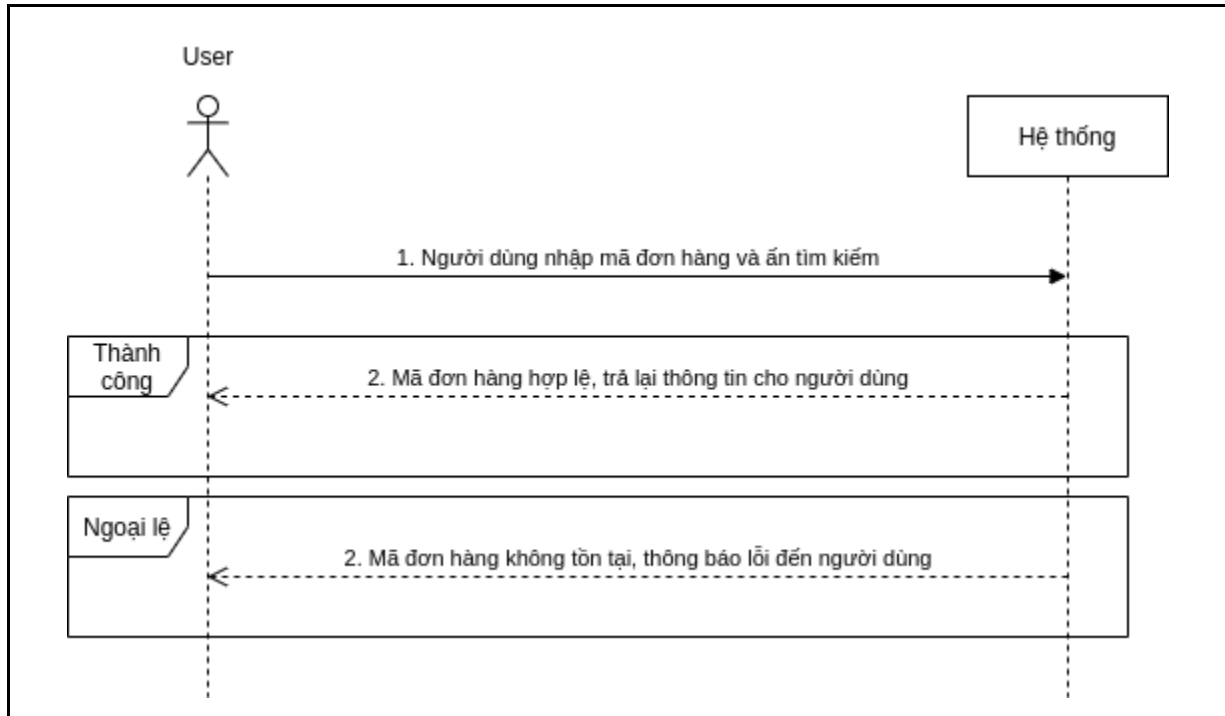 User
Hệ thống
1. Người dùng nhập mã đơn hàng và ấn tìm kiếm
Thành
công
2. Mã đơn hàng hợp lệ, trả lại thông tin cho người dùng
Ngoại lệ
2. Mã đơn hàng không tồn tại, thông báo lỗi đến người dùng